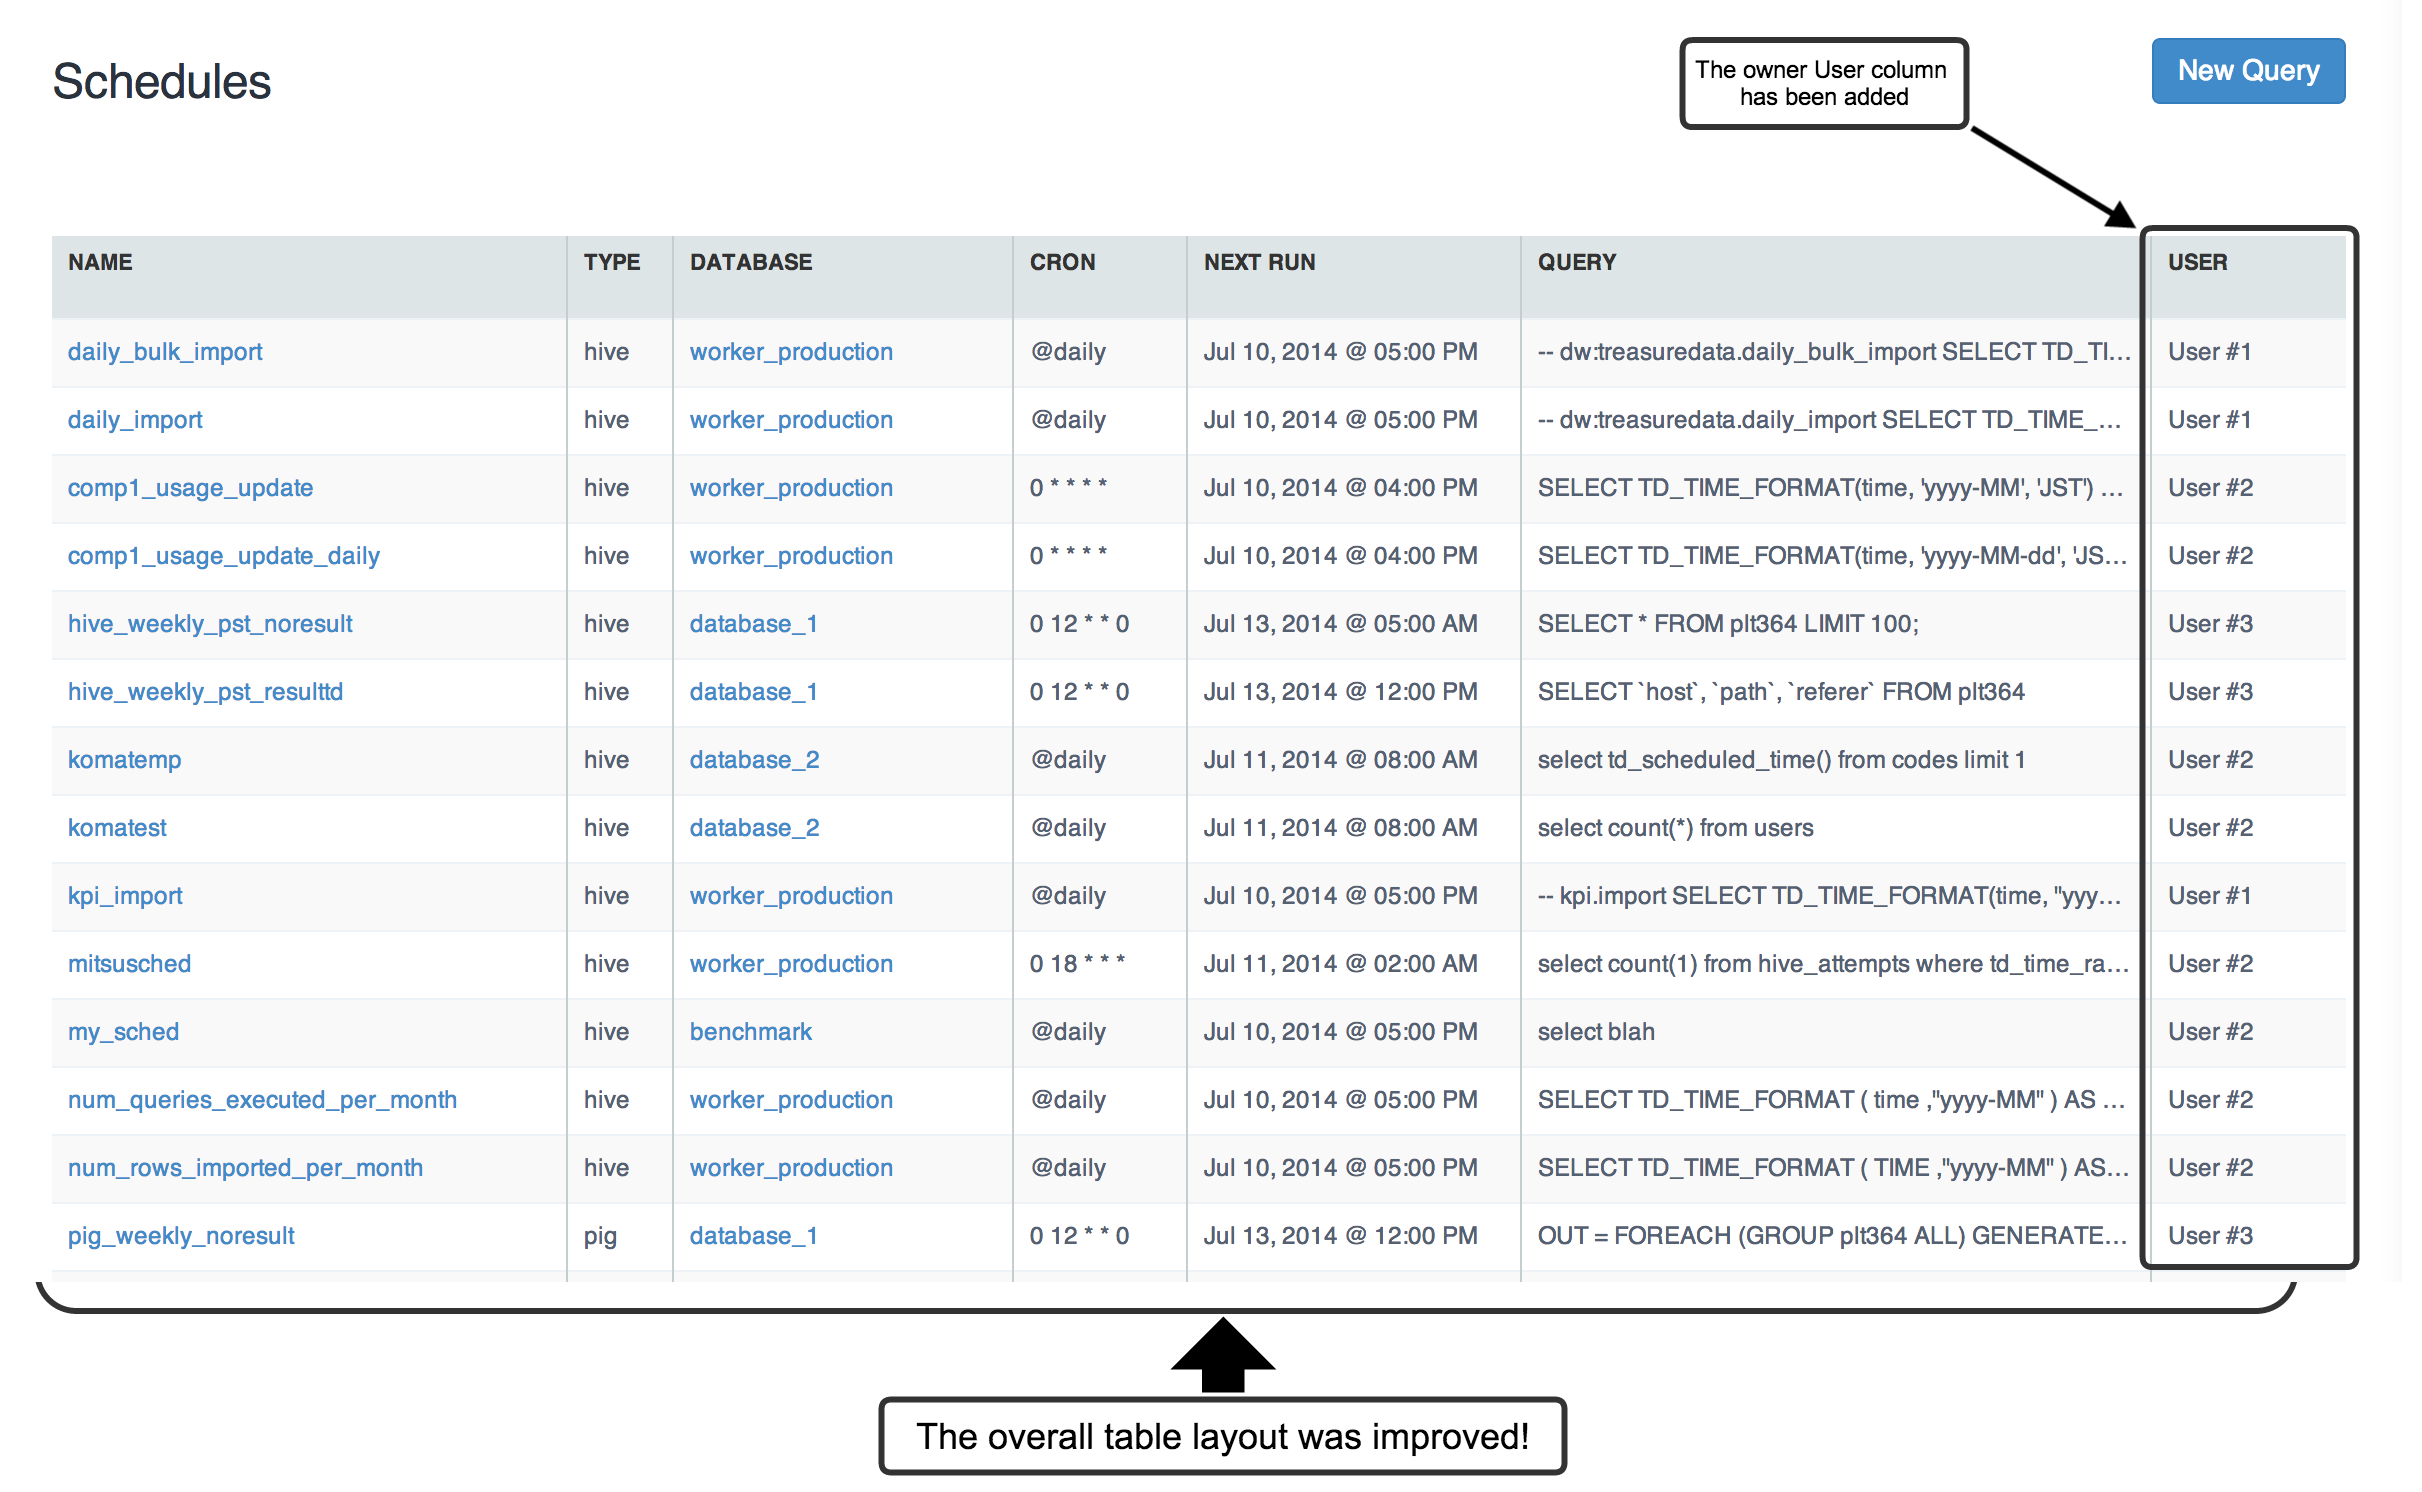 Schedules
The owner User column
has been added
New Query
NAME TYPE DATABASE CRON NEXT RUN QUERY USER
daily_bulk_import hive worker_production @daily Jul 10, 2014 @ 05:00 PM -- dw:treasuredata.daily_bulk_import SELECT TD_TI... User #1
daily_import hive worker_production @daily Jul 10, 2014 @ 05:00 PM -- dw:treasuredata.daily_import SELECT TD_TIME_... User #1
comp1_usage_update hive worker_production 0 * * * * Jul 10, 2014 @ 04:00 PM SELECT TD_TIME_FORMAT(time, 'yyyy-MM', 'JST') ... User #2
comp1_usage_update_daily hive worker_production 0 * * * * Jul 10, 2014 @ 04:00 PM SELECT TD_TIME_FORMAT(time, 'yyyy-MM-dd', 'JS... User #2
hive_weekly_pst_noresult hive database_1 0 12 * * 0 Jul 13, 2014 @ 05:00 AM SELECT * FROM plt364 LIMIT 100; User #3
hive_weekly_pst_resulttd hive database_1 0 12 * * 0 Jul 13, 2014 @ 12:00 PM SELECT `host`, `path`, `referer` FROM plt364 User #3
komatemp hive database_2 @daily Jul 11, 2014 @ 08:00 AM select td_scheduled_time() from codes limit 1 User #2
komatest hive database_2 @daily Jul 11, 2014 @ 08:00 AM select count(*) from users User #2
kpi_import hive worker_production @daily Jul 10, 2014 @ 05:00 PM -- kpi.import SELECT TD_TIME_FORMAT(time, "yyy... User #1
mitsusched hive worker_production 0 18 * * * Jul 11, 2014 @ 02:00 AM select count(1) from hive_attempts where td_time_ra... User #2
my_sched hive benchmark @daily Jul 10, 2014 @ 05:00 PM select blah User #2
num_queries_executed_per_month hive worker_production @daily Jul 10, 2014 @ 05:00 PM SELECT TD_TIME_FORMAT ( time ,"yyyy-MM" ) AS ... User #2
num_rows_imported_per_month hive worker_production @daily Jul 10, 2014 @ 05:00 PM SELECT TD_TIME_FORMAT ( TIME ,"yyyy-MM" ) AS... User #2
pig_weekly_noresult pig database_1 0 12 * * 0 Jul 13, 2014 @ 12:00 PM OUT = FOREACH (GROUP plt364 ALL) GENERATE... User #3
The overall table layout was improved!